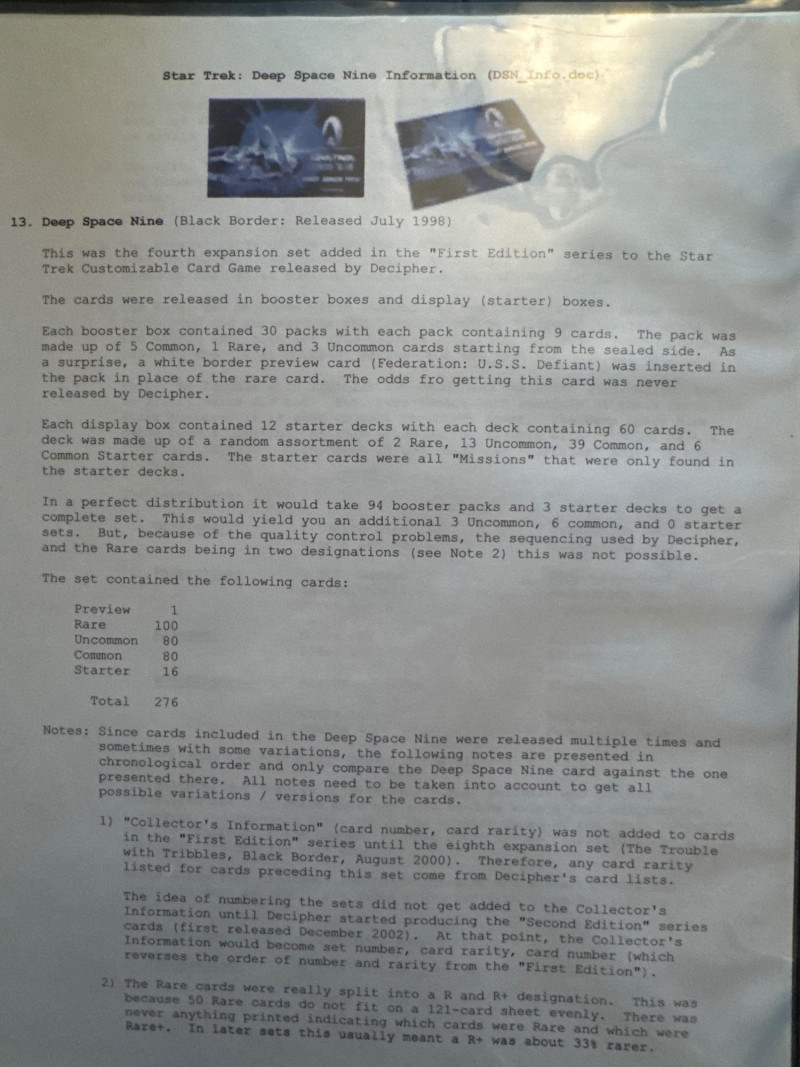 Star Trek: Deep Space Nine Information (DSN_Info.doc)
13. Deep Space Nine (Black Border: Released July 1998)
This was the fourth expansion set added in the "First Edition" series to the Star
Trek Customizable Card Game released by Decipher.
The cards were released in booster boxes and display (starter) boxes.
Each booster box contained 30 packs with each pack containing 9 cards. The pack was
made up of 5 Common, 1 Rare, and 3 Uncommon cards starting from the sealed side. As
a surprise, a white border preview card (Federation: U.S.S. Defiant) was inserted in
the pack in place of the rare card. The odds fro getting this card was never
released by Decipher.
Each display box contained 12 starter decks with each deck containing 60 cards. The
deck was made up of a random assortment of 2 Rare, 13 Uncommon, 39 Common, and 6
Common Starter cards. The starter cards were all "Missions" that were only found in
the starter decks.
In a perfect distribution it would take 94 booster packs and 3 starter decks to get a
complete set. This would yield you an additional 3 Uncommon, 6 common, and 0 starter
sets. But, because of the quality control problems, the sequencing used by Decipher,
and the Rare cards being in two designations (see Note 2) this was not possible.
The set contained the following cards:
Preview 1
Rare 100
Uncommon 80
Common 80
Starter 16
Total 276
Notes: Since cards included in the Deep Space Nine were released multiple times and
sometimes with some variations, the following notes are presented in
chronological order and only compare the Deep Space Nine card against the one
presented there. All notes need to be taken into account to get all
possible variations / versions for the cards.
1) "Collector's Information" (card number, card rarity) was not added to cards
in the "First Edition" series until the eighth expansion set (The Trouble
with Tribbles, Black Border, August 2000). Therefore, any card rarity
listed for cards preceding this set come from Decipher's card lists.
The idea of numbering the sets did not get added to the Collector's
Information until Decipher started producing the "Second Edition" series
cards (first released December 2002). At that point, the Collector's
Information would become set number, card rarity, card number (which
reverses the order of number and rarity from the "First Edition").
2) The Rare cards were really split into a R and R+ designation. This was
because 50 Rare cards do not fit on a 121-card sheet evenly. There was
never anything printed indicating which cards were Rare and which were
Rare+. In later sets this usually meant a R+ was about 33% rarer.